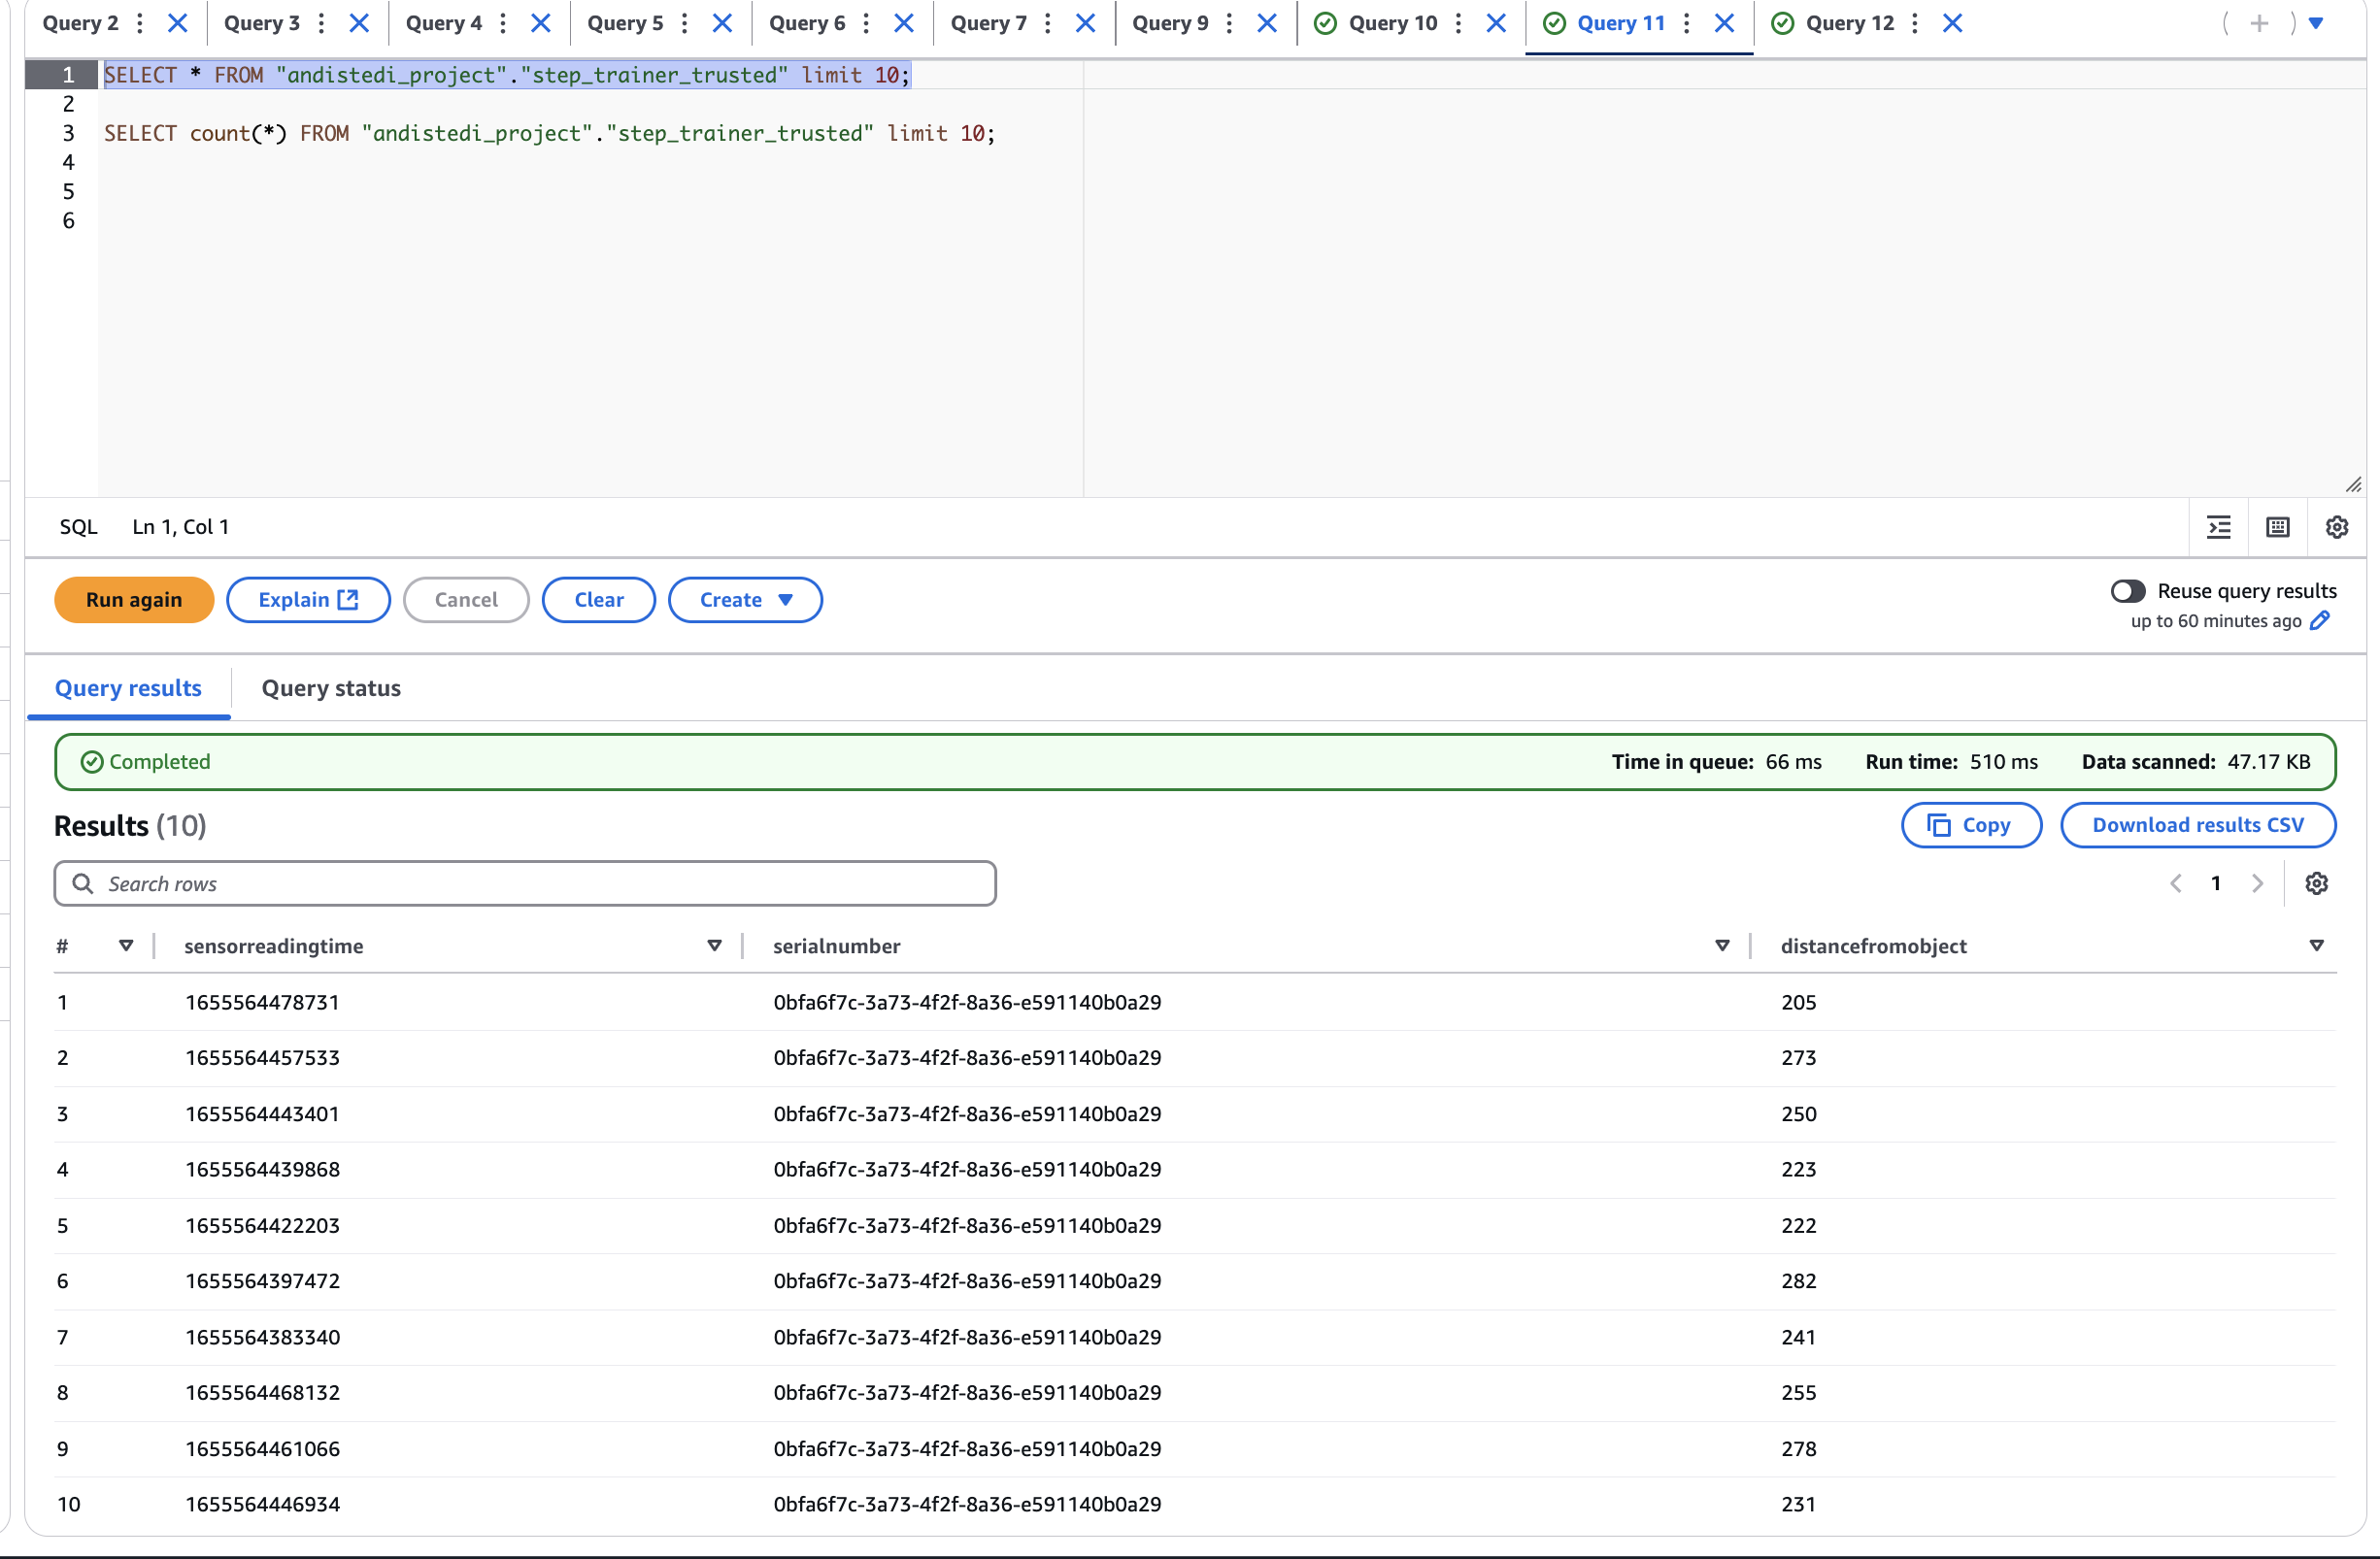 Query 2 Query 3 Query 4 Query 5 Query 6 Query 7 Query 9 Query 10 Query 11 Query 12
1 SELECT * FROM "andistedi_project"."step_trainer_trusted" limit 10;
2
3 SELECT count(*) FROM "andistedi_project"."step_trainer_trusted" limit 10;
4
5
6
SQL Ln 1, Col 1
Run again Explain Cancel Clear Create Reuse query results
up to 60 minutes ago
Query results Query status
Completed Time in queue: 66 ms Run time: 510 ms Data scanned: 47.17 KB
Results (10) Copy Download results CSV
Search rows 1
# sensorreadingtime serialnumber distancefromobject
1 1655564478731 0bfa6f7c-3a73-4f2f-8a36-e591140b0a29 205
2 1655564457533 0bfa6f7c-3a73-4f2f-8a36-e591140b0a29 273
3 1655564443401 0bfa6f7c-3a73-4f2f-8a36-e591140b0a29 250
4 1655564439868 0bfa6f7c-3a73-4f2f-8a36-e591140b0a29 223
5 1655564422203 0bfa6f7c-3a73-4f2f-8a36-e591140b0a29 222
6 1655564397472 0bfa6f7c-3a73-4f2f-8a36-e591140b0a29 282
7 1655564383340 0bfa6f7c-3a73-4f2f-8a36-e591140b0a29 241
8 1655564468132 0bfa6f7c-3a73-4f2f-8a36-e591140b0a29 255
9 1655564461066 0bfa6f7c-3a73-4f2f-8a36-e591140b0a29 278
10 1655564446934 0bfa6f7c-3a73-4f2f-8a36-e591140b0a29 231